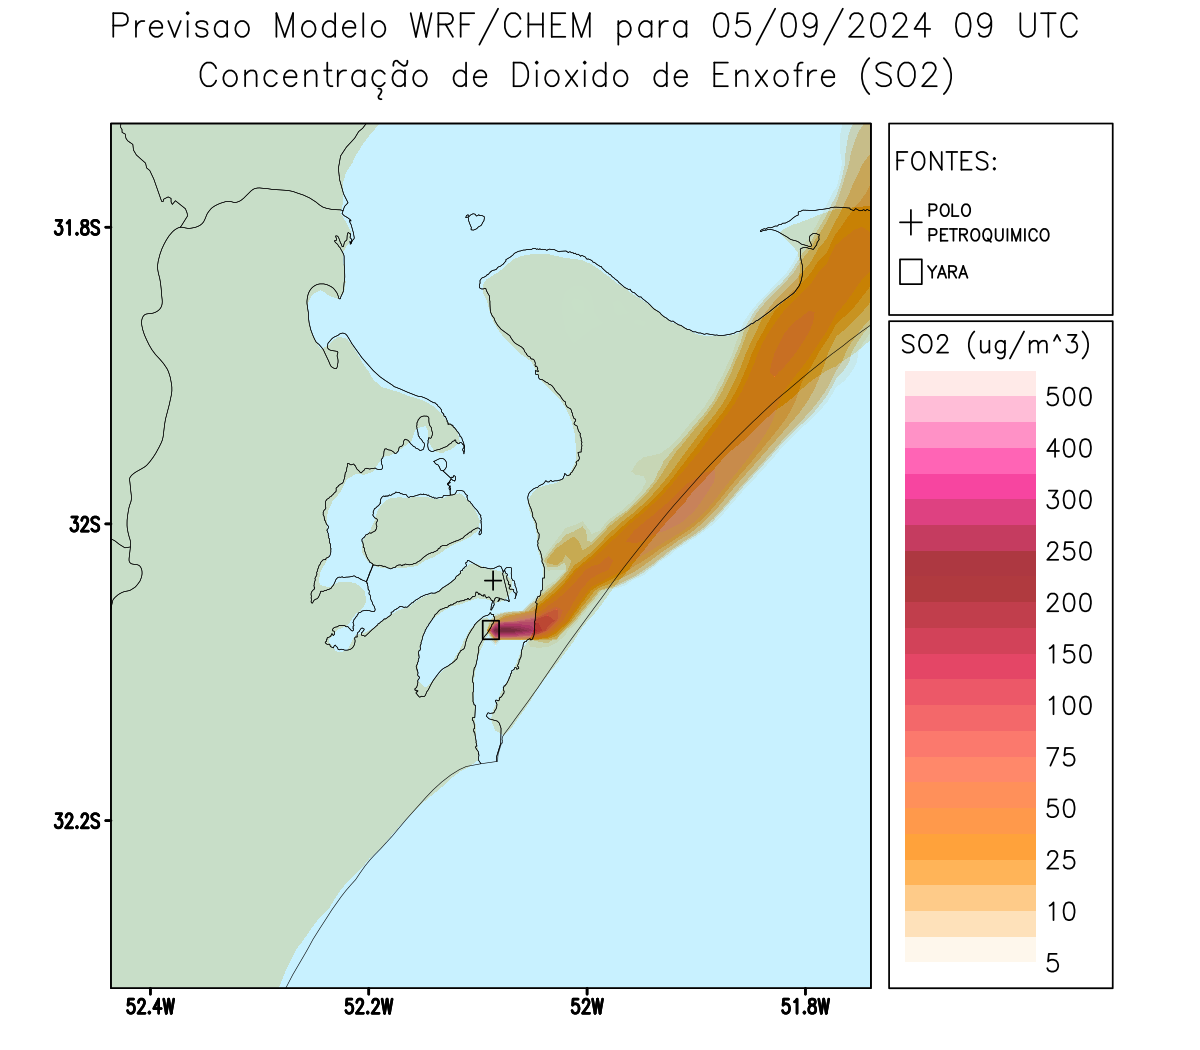 Previsao Modelo WRF/CHEM para 05/09/2024 09 UTC
Concentração de Dioxido de Enxofre (SO2)
FONTES:
POLO
PETROQUIMICO
YARA
SO2 (ug/m^3)
500
400
300
250
200
150
100
75
50
25
10
5
31.8S
32S
32.2S
52.4W
52.2W
52W
51.8W